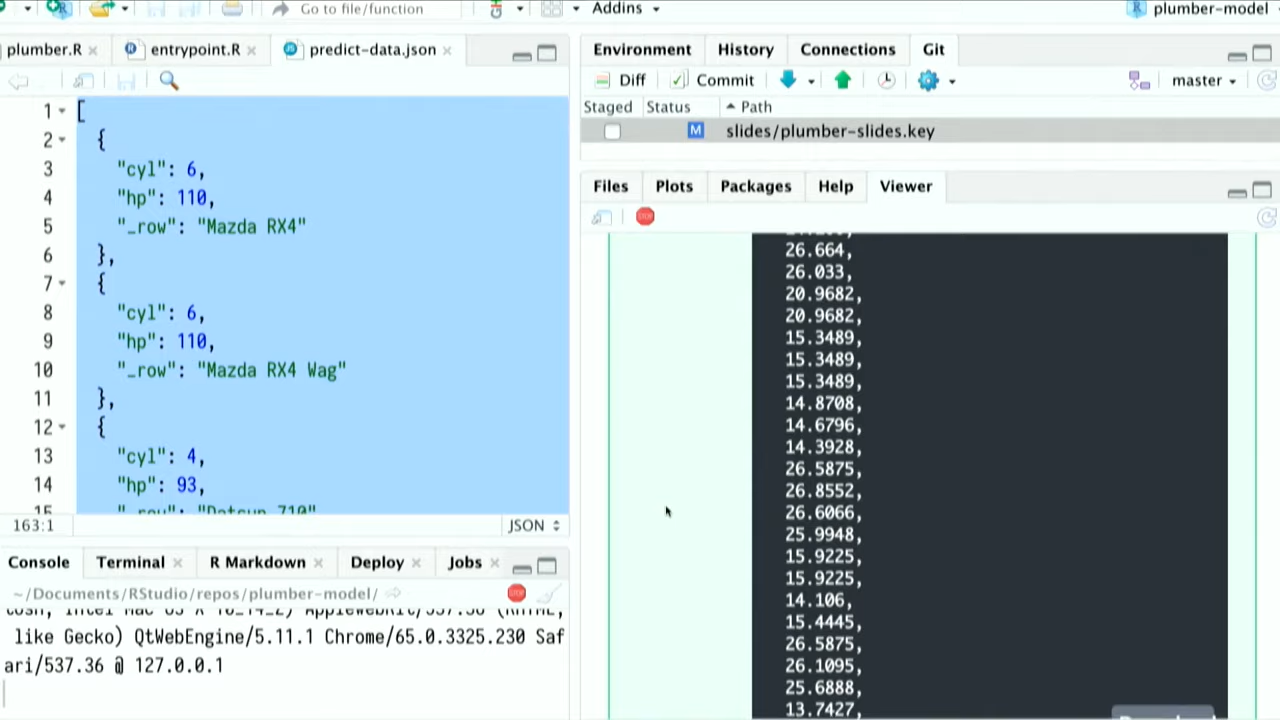 Go to file/function
Addins
plumber-model
plumber.R
entrypoint.R
predict-data.json
1 [
2 {
3 "cyl": 6,
4 "hp": 110,
5 "_row": "Mazda RX4"
6 },
7 {
8 "cyl": 6,
9 "hp": 110,
10 "_row": "Mazda RX4 Wag"
11 },
12 {
13 "cyl": 4,
14 "hp": 93,
15 "_row": "Datsun 710"
163:1
JSON
Console
Terminal
R Markdown
Deploy
Jobs
~/Documents/RStudio/repos/plumber-model/
like Gecko) QtWebEngine/5.11.1 Chrome/65.0.3325.230 Saf
ari/537.36 @ 127.0.0.1
Environment
History
Connections
Git
Diff
Commit
master
Staged
Status
Path
M
slides/plumber-slides.key
Files
Plots
Packages
Help
Viewer
STOP
26.664,
26.033,
20.9682,
20.9682,
15.3489,
15.3489,
15.3489,
14.8708,
14.6796,
14.3928,
26.5875,
26.8552,
26.6066,
25.9948,
15.9225,
15.9225,
14.106,
15.4445,
26.5875,
26.1095,
25.6888,
13.7427,